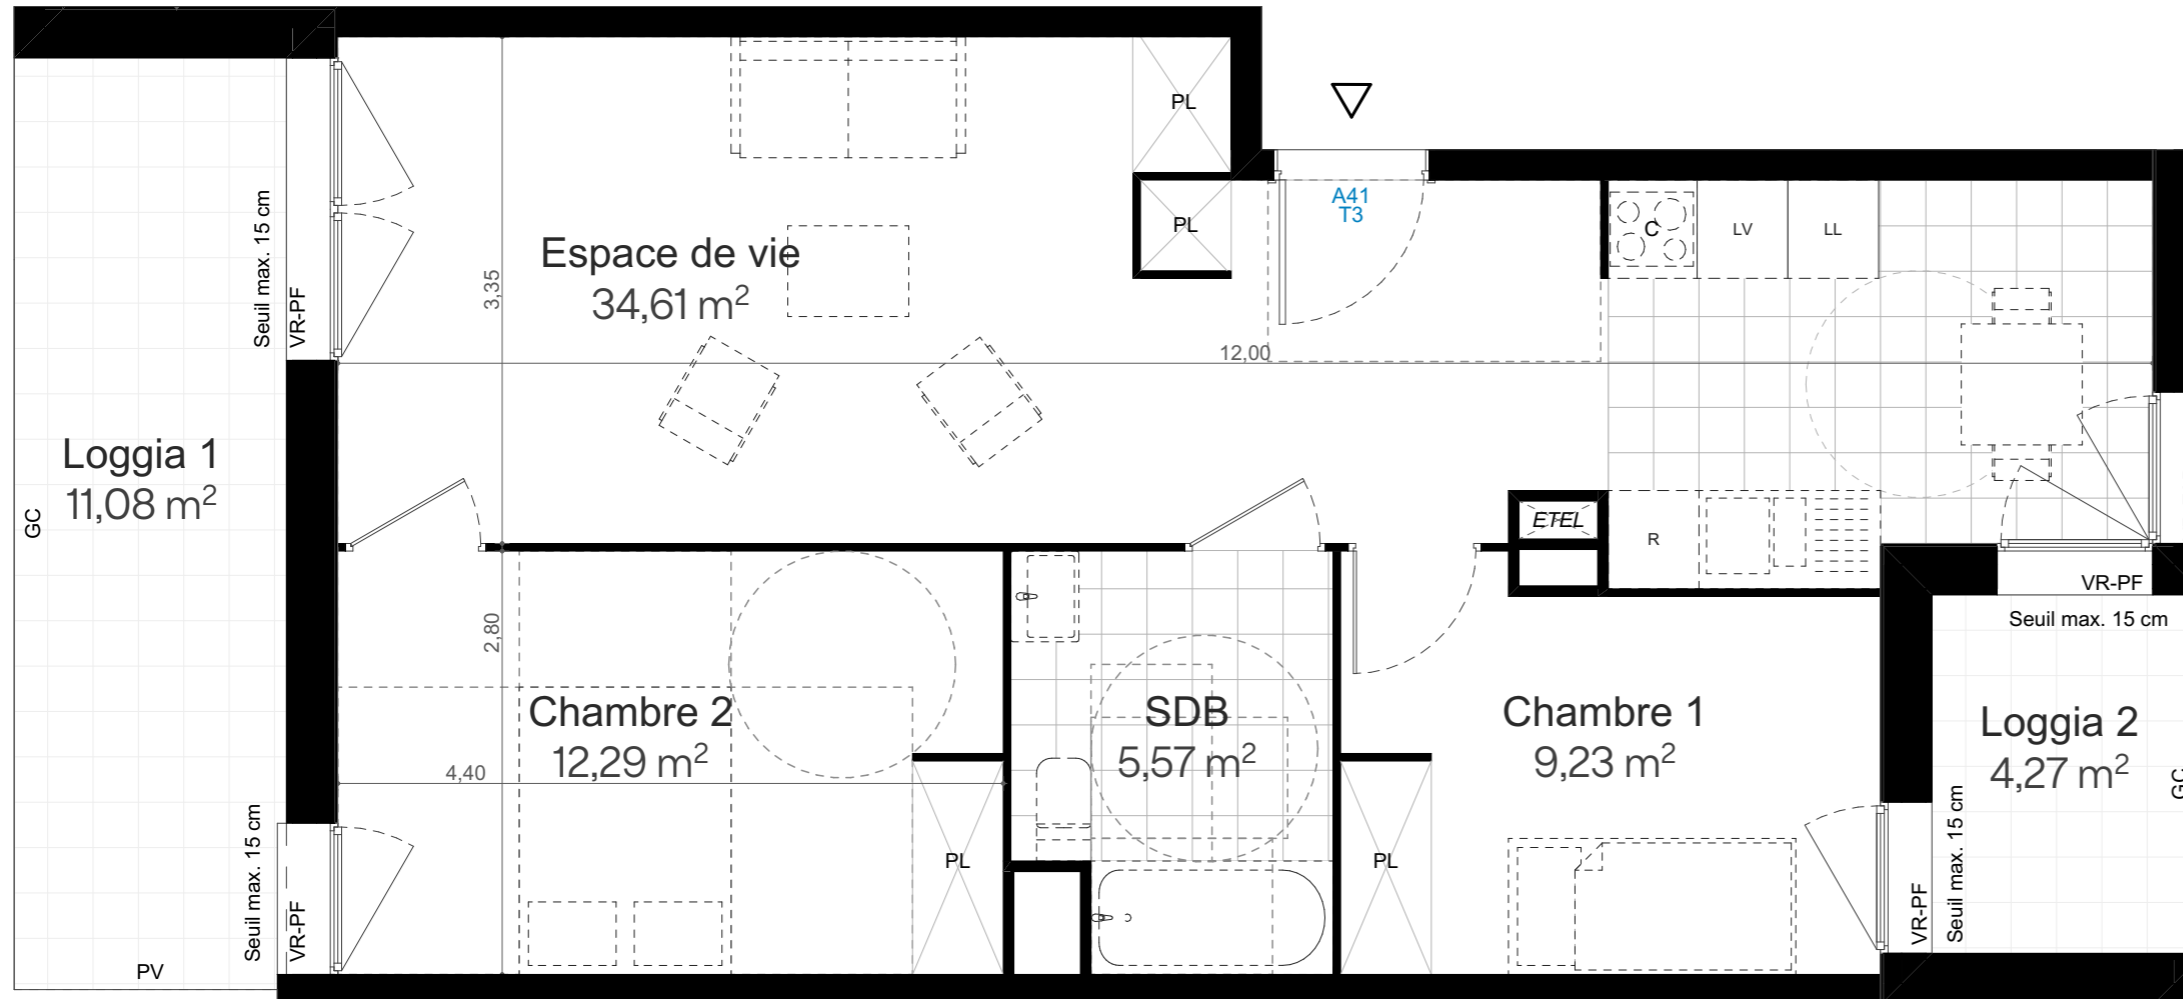 PL
PL
A41
T3
C
LV
LL
Seuil max. 15 cm
VR-PF
Espace de vie
34,61 m²
3,35
12,00
Loggia 1
11,08 m²
GC
ETEL
R
VR-PF
Seuil max. 15 cm
2,80
Chambre 2
12,29 m²
4,40
SDB
5,57 m²
Chambre 1
9,23 m²
Loggia 2
4,27 m²
GC
Seuil max. 15 cm
VR-PF
PL
PL
VR-PF
Seuil max. 15 cm
PV